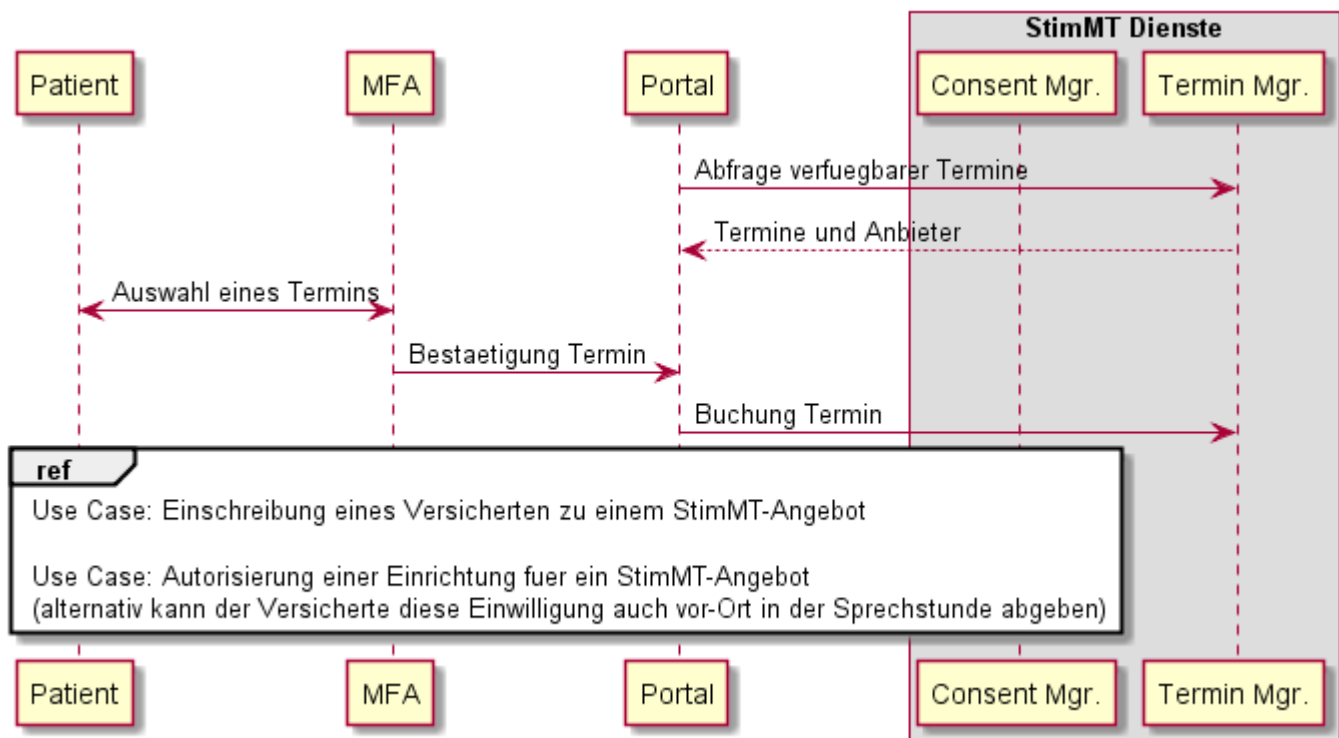 StimMT Dienste
Patient
MFA
Portal
Consent Mgr.
Termin Mgr.
Abfrage verfuegbarer Termine
Termine und Anbieter
Auswahl eines Termins
Bestaetigung Termin
Buchung Termin
ref
Use Case: Einschreibung eines Versicherten zu einem StimMT-Angebot
Use Case: Autorisierung einer Einrichtung fuer ein StimMT-Angebot
(alternativ kann der Versicherte diese Einwilligung auch vor-Ort in der Sprechstunde abgeben)
Patient
MFA
Portal
Consent Mgr.
Termin Mgr.